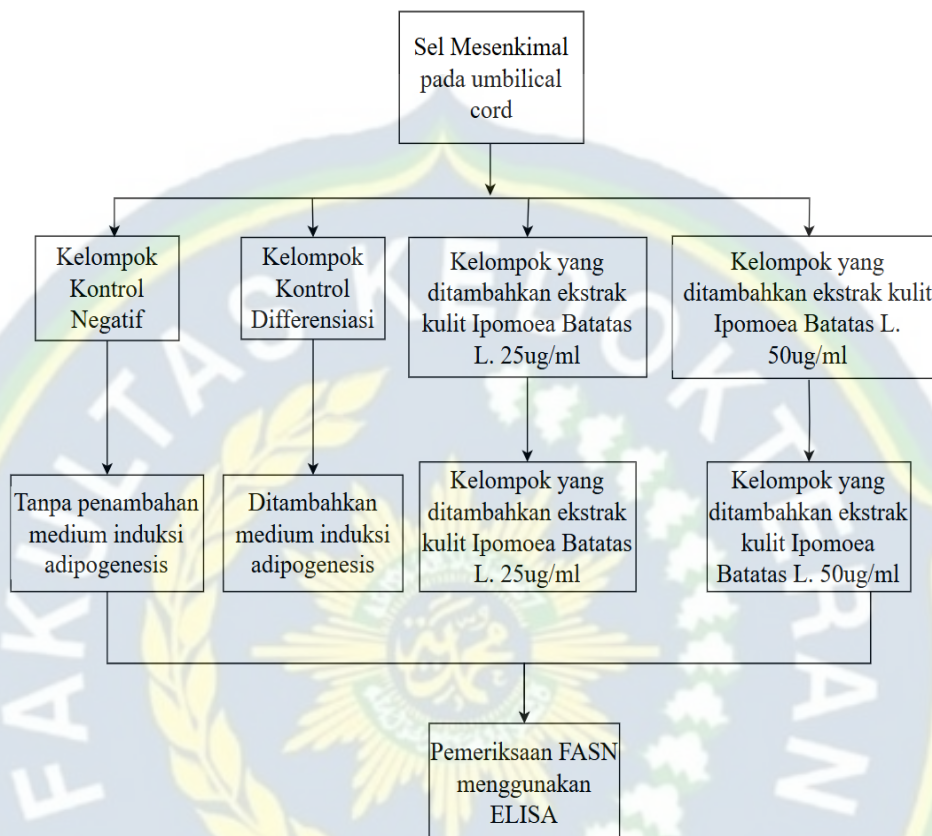 Sel Mesenkimal
pada umbilical
cord
Kelompok
Kontrol
Negatif
Kelompok
Kontrol
Differensiasi
Kelompok yang
ditambahkan ekstrak
kulit Ipomoea Batatas
L. 25ug/ml
Kelompok yang
ditambahkan ekstrak kulit
Ipomoea Batatas L.
50ug/ml
Tanpa penambahan
medium induksi
adipogenesis
Ditambahkan
medium induksi
adipogenesis
Kelompok yang
ditambahkan ekstrak
kulit Ipomoea Batatas
L. 25ug/ml
Kelompok yang
ditambahkan ekstrak
kulit Ipomoea
Batatas L. 50ug/ml
Pemeriksaan FASN
menggunakan
ELISA
FAKULTAS KEDOKTERAN